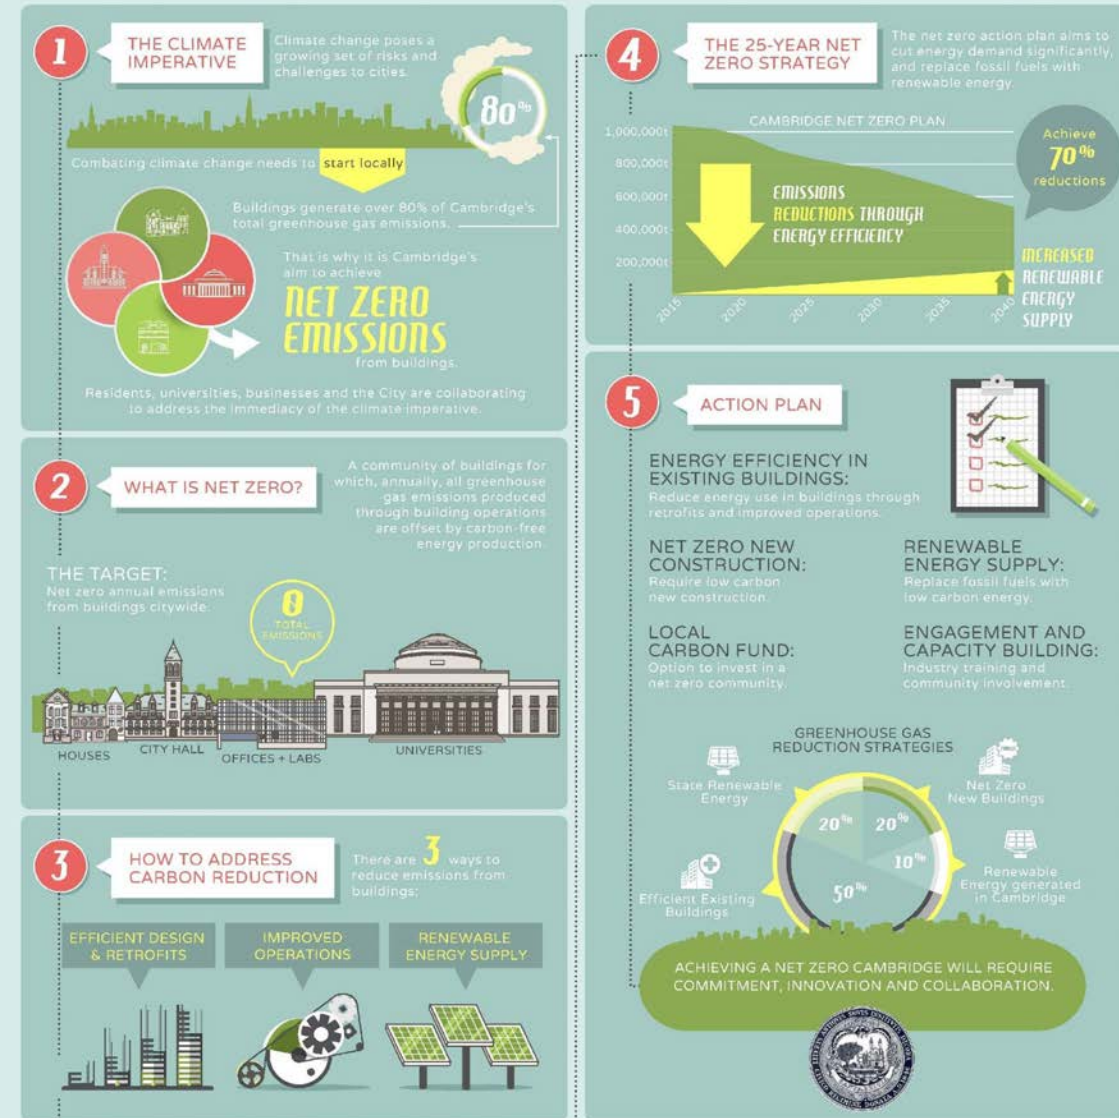 1
THE CLIMATE
IMPERATIVE
Climate change poses a
growing set of risks and
challenges to cities.
80%
Combating climate change needs to start locally
Buildings generate over 80% of Cambridge's
total greenhouse gas emissions.
That is why it is Cambridge's
aim to achieve
NET ZERO
EMISSIONS
from buildings.
Residents, universities, businesses and the City are collaborating
to address the immediacy of the climate imperative.
2
WHAT IS NET ZERO?
A community of buildings for
which, annually, all greenhouse
gas emissions produced
through building operations
are offset by carbon-free
energy production.
THE TARGET:
Net zero annual emissions
from buildings citywide.
0
TOTAL
EMISSIONS
HOUSES
CITY HALL
OFFICES + LABS
UNIVERSITIES
3
HOW TO ADDRESS
CARBON REDUCTION
There are 3 ways to
reduce emissions from
buildings:
EFFICIENT DESIGN
& RETROFITS
IMPROVED
OPERATIONS
RENEWABLE
ENERGY SUPPLY
4
THE 25-YEAR NET
ZERO STRATEGY
The net zero action plan aims to
cut energy demand significantly,
and replace fossil fuels with
renewable energy.
CAMBRIDGE NET ZERO PLAN
1,000,000t
800,000t
600,000t
400,000t
200,000t
2015
2020
2025
2030
2035
2040
EMISSIONS
REDUCTIONS THROUGH
ENERGY EFFICIENCY
Achieve
70%
reductions
INCREASED
RENEWABLE
ENERGY
SUPPLY
5
ACTION PLAN
ENERGY EFFICIENCY IN
EXISTING BUILDINGS:
Reduce energy use in buildings through
retrofits and improved operations.
NET ZERO NEW
CONSTRUCTION:
Require low carbon
new construction.
RENEWABLE
ENERGY SUPPLY:
Replace fossil fuels with
low carbon energy.
LOCAL
CARBON FUND:
Option to invest in a
net zero community.
ENGAGEMENT AND
CAPACITY BUILDING:
Industry training and
community involvement.
GREENHOUSE GAS
REDUCTION STRATEGIES
State Renewable
Energy
Net Zero
New Buildings
20%
20%
10%
50%
Efficient Existing
Buildings
Renewable
Energy generated
in Cambridge
ACHIEVING A NET ZERO CAMBRIDGE WILL REQUIRE
COMMITMENT, INNOVATION AND COLLABORATION.